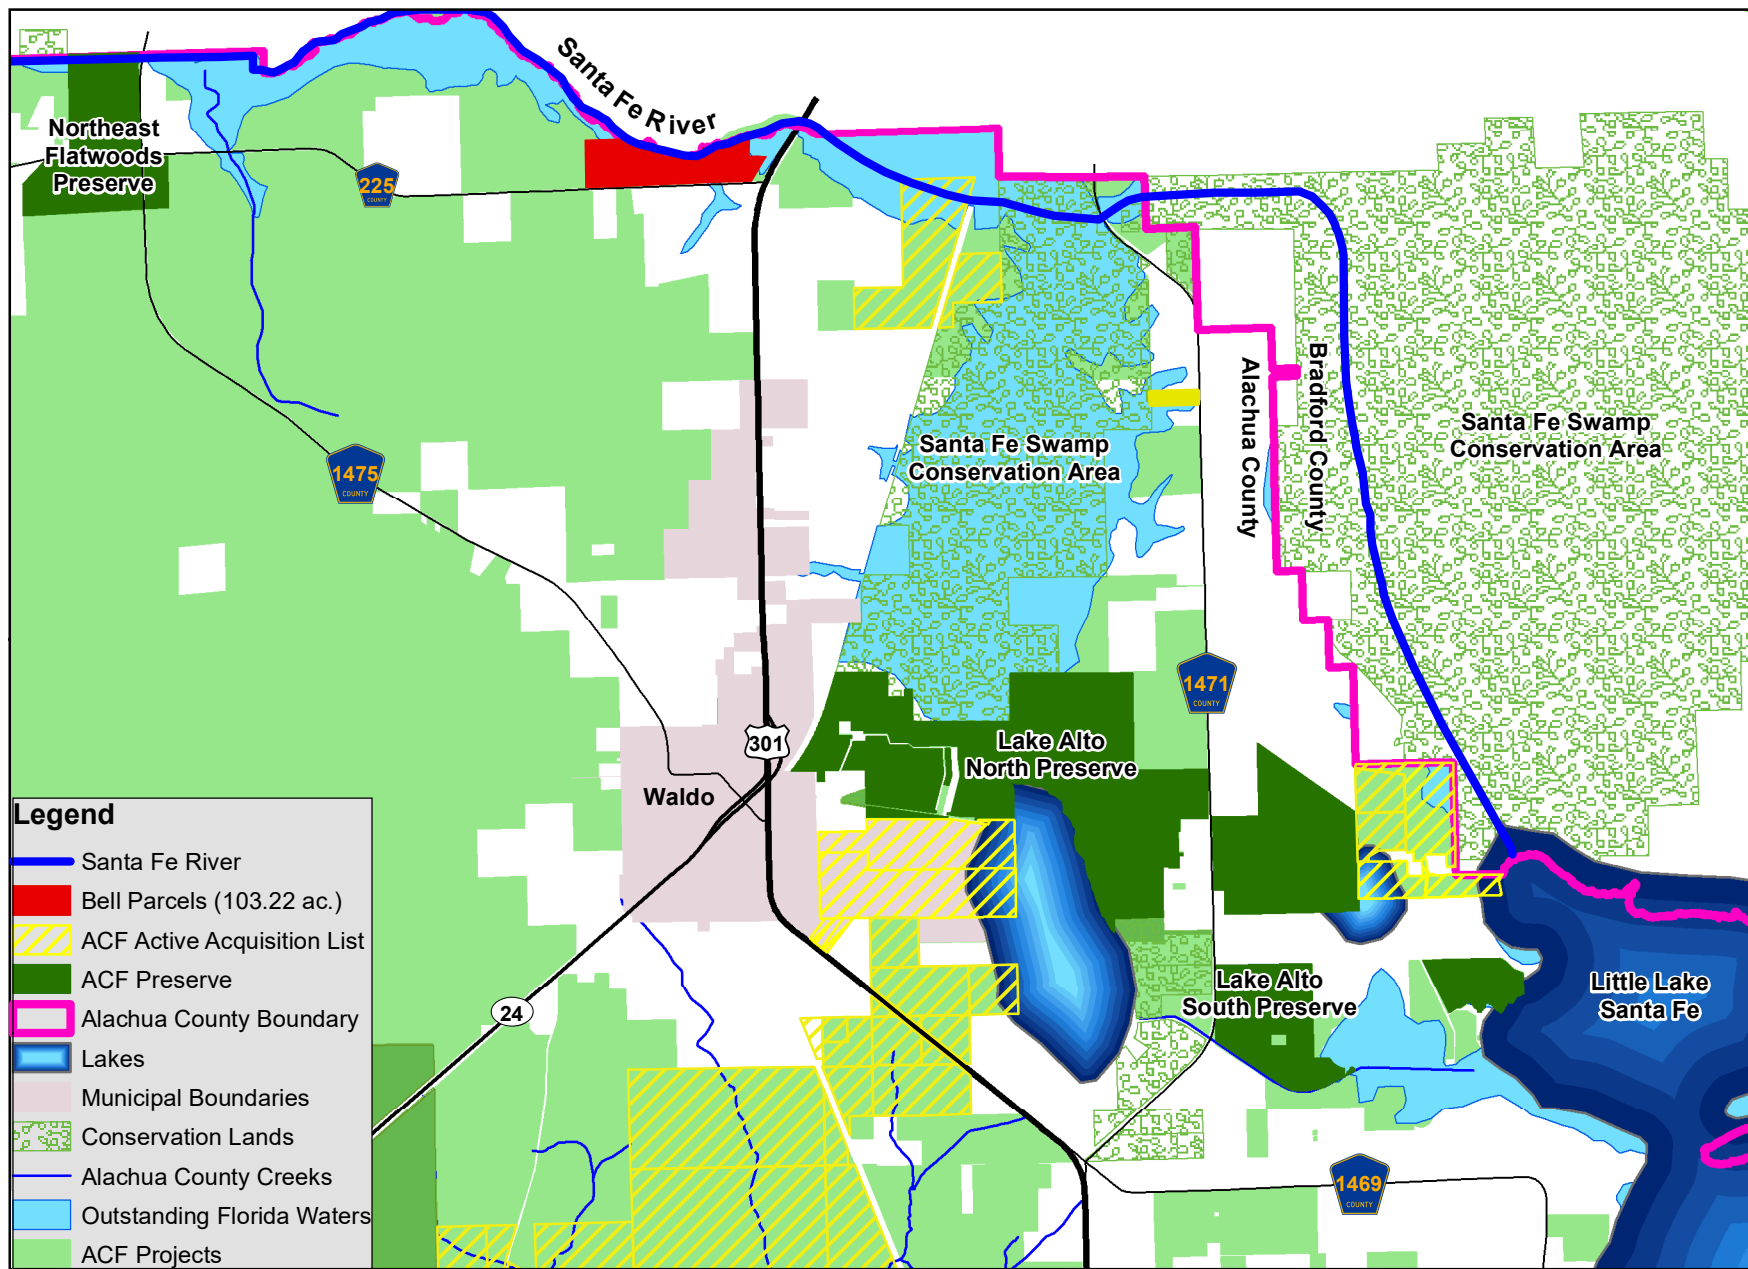 Santa Fe River
Northeast
Flatwoods
Preserve
225
COUNTY
Alachua County
Bradford County
Santa Fe Swamp
Conservation Area
Santa Fe Swamp
Conservation Area
1475
COUNTY
1471
COUNTY
301
Lake Alto
North Preserve
Waldo
Legend
Santa Fe River
Bell Parcels (103.22 ac.)
ACF Active Acquisition List
ACF Preserve
Alachua County Boundary
Lakes
Municipal Boundaries
Conservation Lands
Alachua County Creeks
Outstanding Florida Waters
ACF Projects
24
Lake Alto
South Preserve
Little Lake
Santa Fe
1469
COUNTY